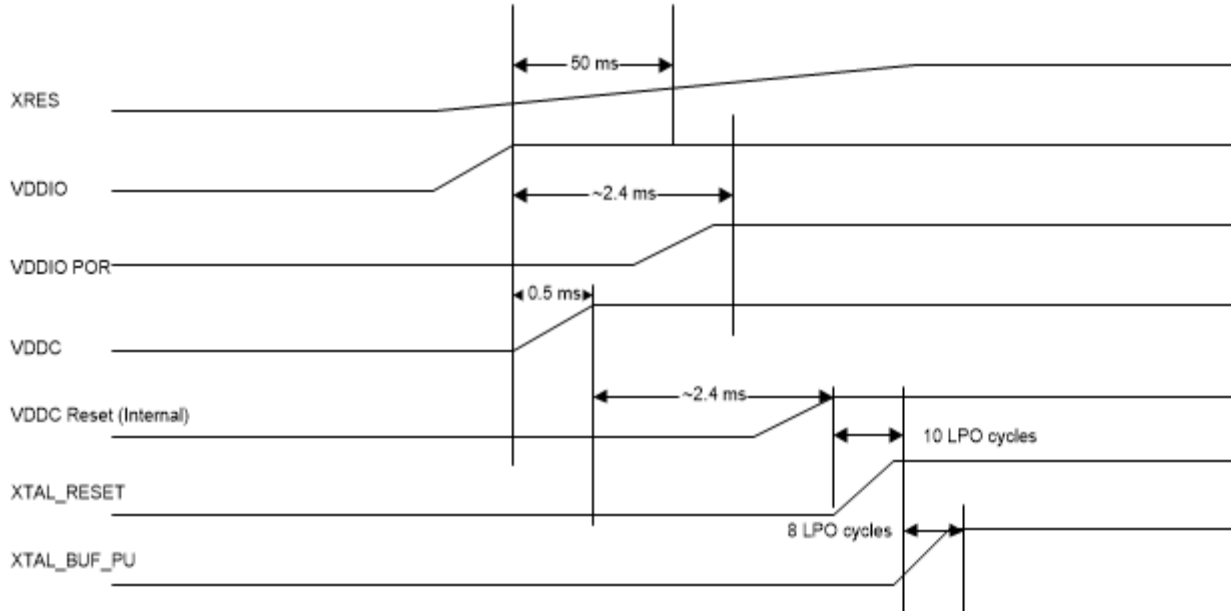 50 ms
XRES
VDDIO
~2.4 ms
VDDIO POR
0.5 ms
VDDC
~2.4 ms
VDDC Reset (Internal)
10 LPO cycles
XTAL_RESET
8 LPO cycles
XTAL_BUF_PU